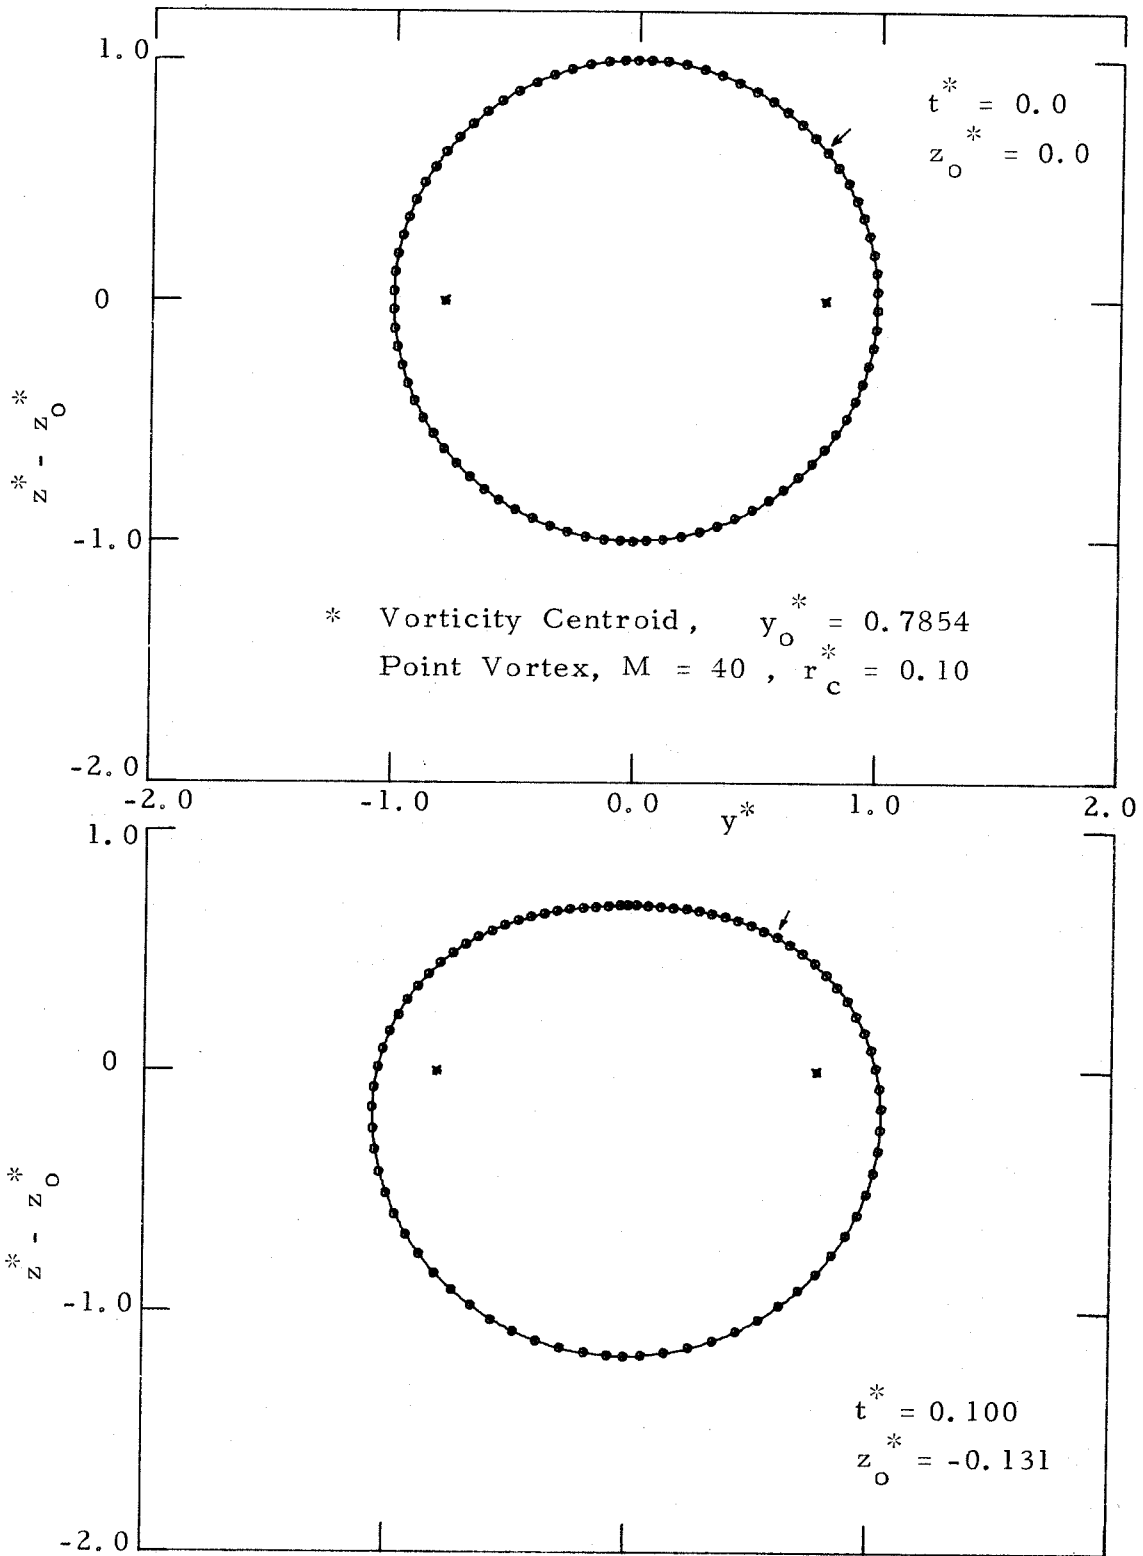 1.0
t* = 0.0
z_o* = 0.0
0
z* - z_o*
-1.0
* Vorticity Centroid, y_o* = 0.7854
Point Vortex, M = 40, r_c* = 0.10
-2.0
-2.0 -1.0 0.0 y* 1.0 2.0
1.0
0
z* - z_o*
-1.0
t* = 0.100
z_o* = -0.131
-2.0